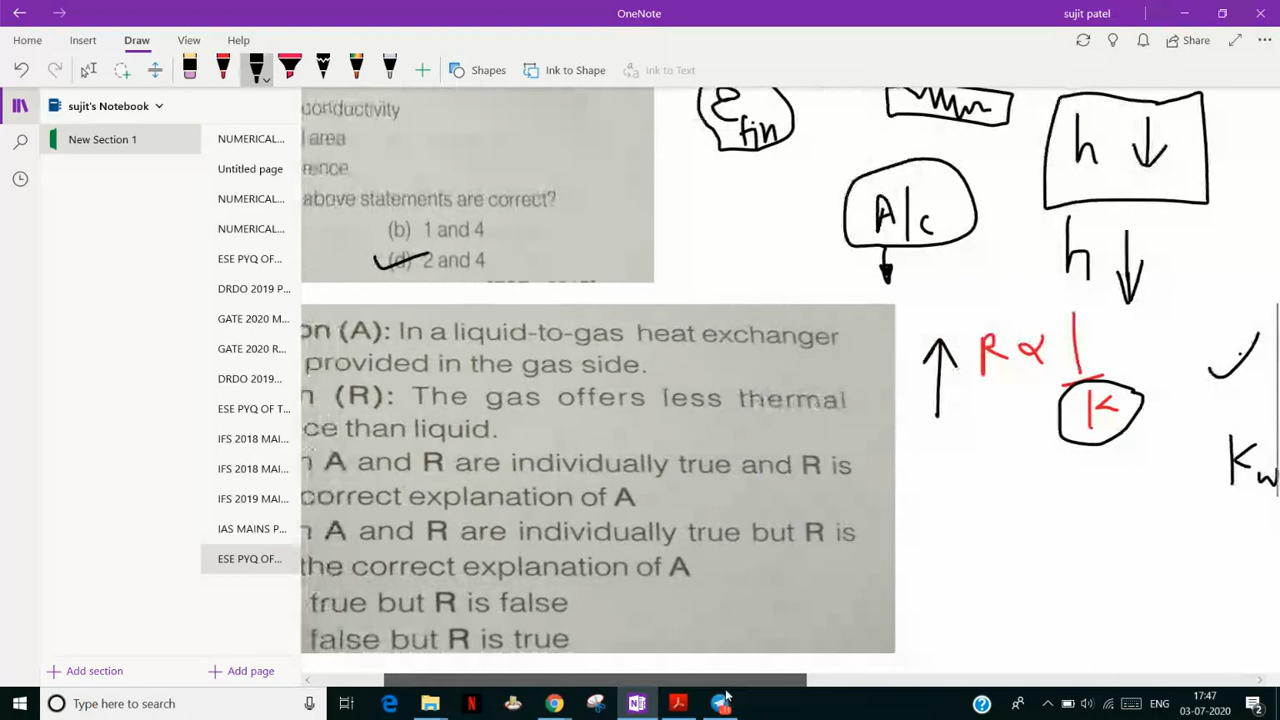 OneNote
sujit patel
Home Insert Draw View Help
Share
Shapes
Ink to Shape
Ink to Text
sujit's Notebook
New Section 1
NUMERICAL...
Untitled page
NUMERICAL...
NUMERICAL...
ESE PYQ OF...
DRDO 2019 P...
GATE 2020 M...
GATE 2020 R...
DRDO 2019...
ESE PYQ OF T...
IFS 2018 MAI...
IFS 2018 MAI...
IFS 2019 MAI...
IAS MAINS P...
ESE PYQ OF...
Add section
Add page
conductivity
l area
rence
above statements are correct?
(b) 1 and 4
(d) 2 and 4
on (A): In a liquid-to-gas heat exchanger
provided in the gas side.
n (R): The gas offers less thermal
ce than liquid.
n A and R are individually true and R is
correct explanation of A
n A and R are individually true but R is
the correct explanation of A
true but R is false
false but R is true
fin
h ↓
A/c
h ↓
↑ R ∝ 1
K
Kw
Type here to search
ENG
17:47
03-07-2020
2